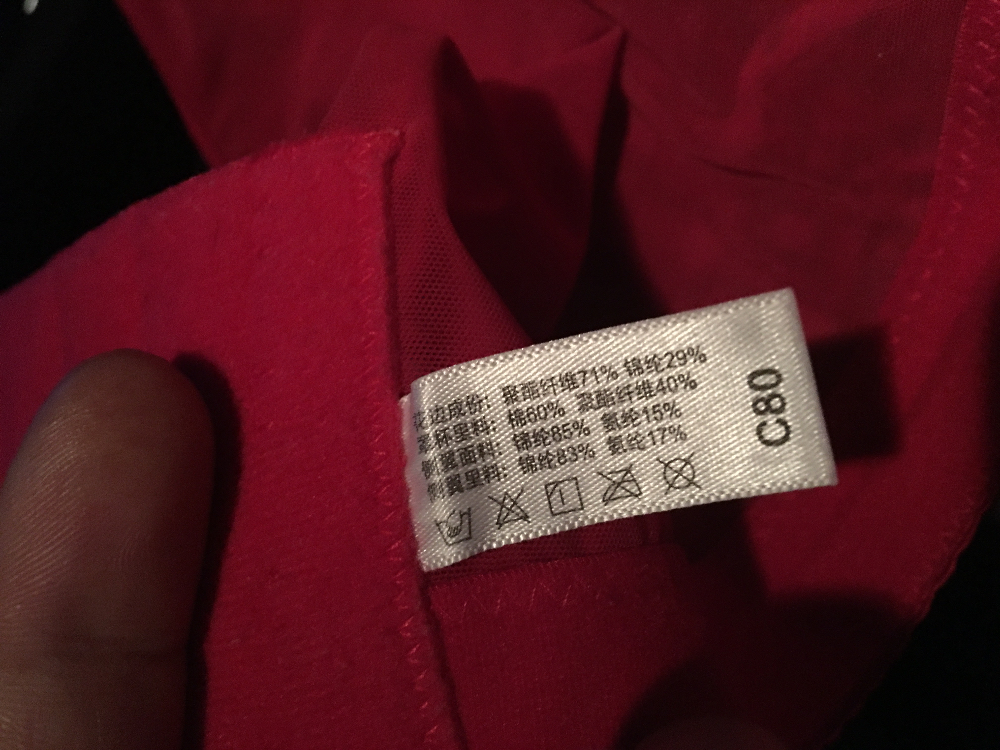 花边成份: 聚酯纤维71% 锦纶29%
罩杯里料: 棉60% 聚酯纤维40%
侧翼面料: 锦纶85% 氨纶15%
侧翼里料: 锦纶83% 氨纶17%
C80